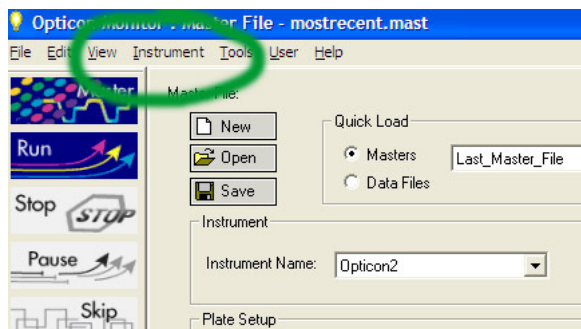 Opticon Monitor : Master File - mostrecent.mast
File Edit View Instrument Tools User Help
Master
Master File:
New
Open
Save
Quick Load
Masters
Last_Master_File
Data Files
Run
Stop STOP
Instrument
Instrument Name:
Opticon2
Pause
Skip
Plate Setup